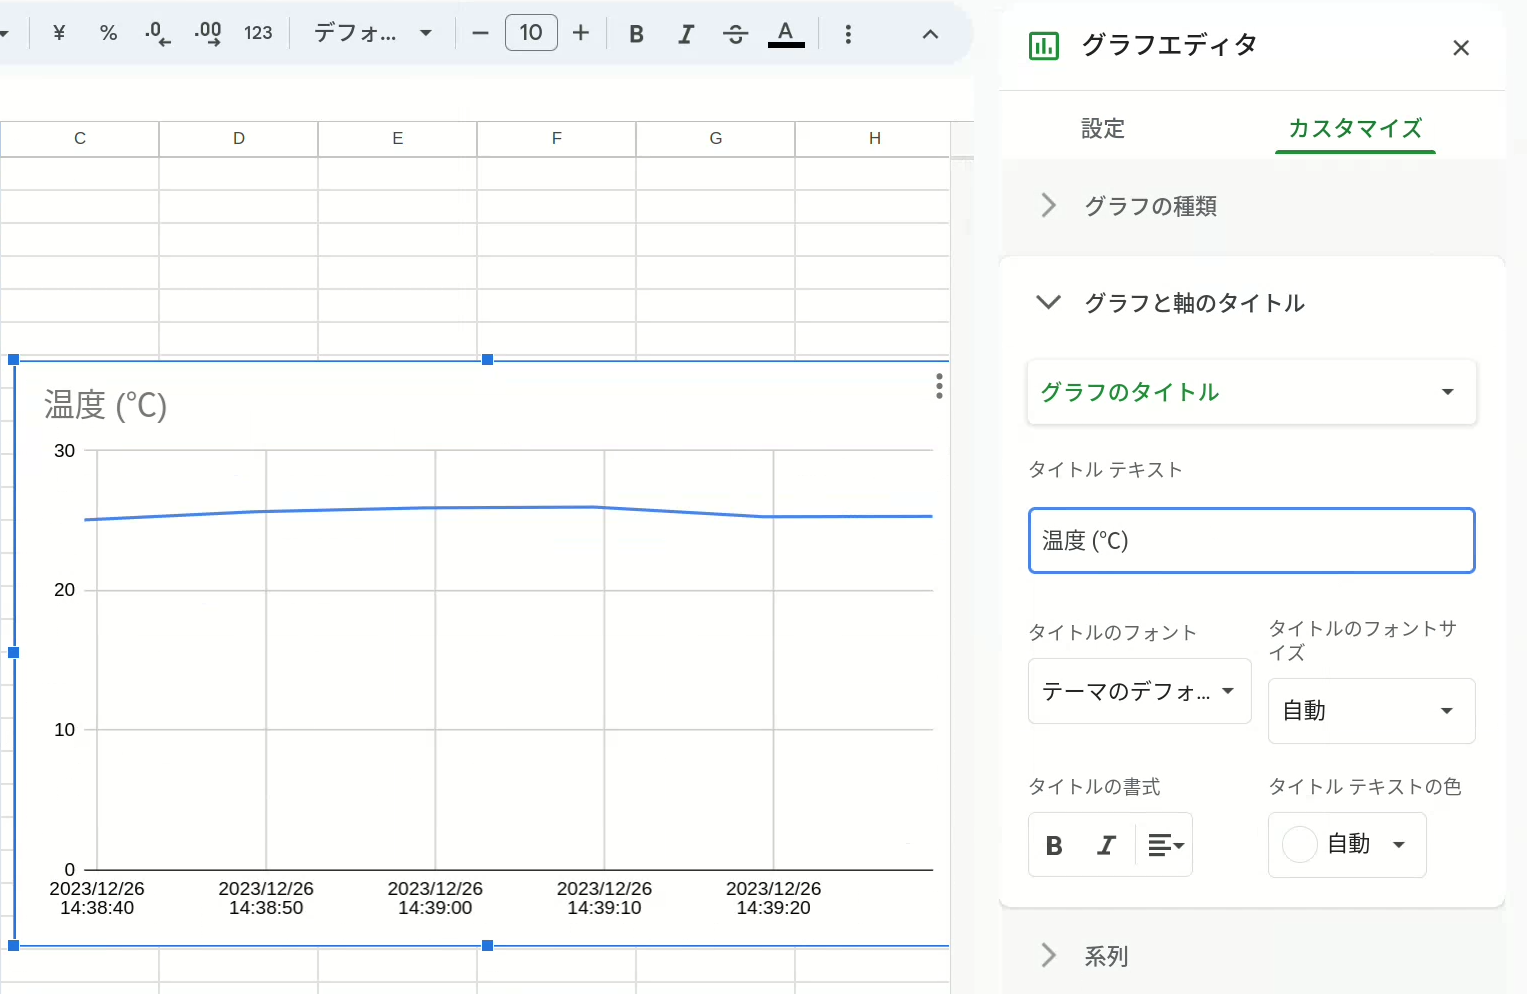 ¥ % .0 .00 123 デフォ... 10 B I A
グラフエディタ
設定 カスタマイズ
C D E F G H
グラフの種類
グラフと軸のタイトル
グラフのタイトル
タイトル テキスト
温度 (℃)
タイトルのフォント
テーマのデフォ...
タイトルのフォントサ
イズ
自動
タイトルの書式
B I
タイトル テキストの色
自動
系列
温度 (℃)
30
20
10
0
2023/12/26 2023/12/26 2023/12/26 2023/12/26 2023/12/26
14:38:40 14:38:50 14:39:00 14:39:10 14:39:20